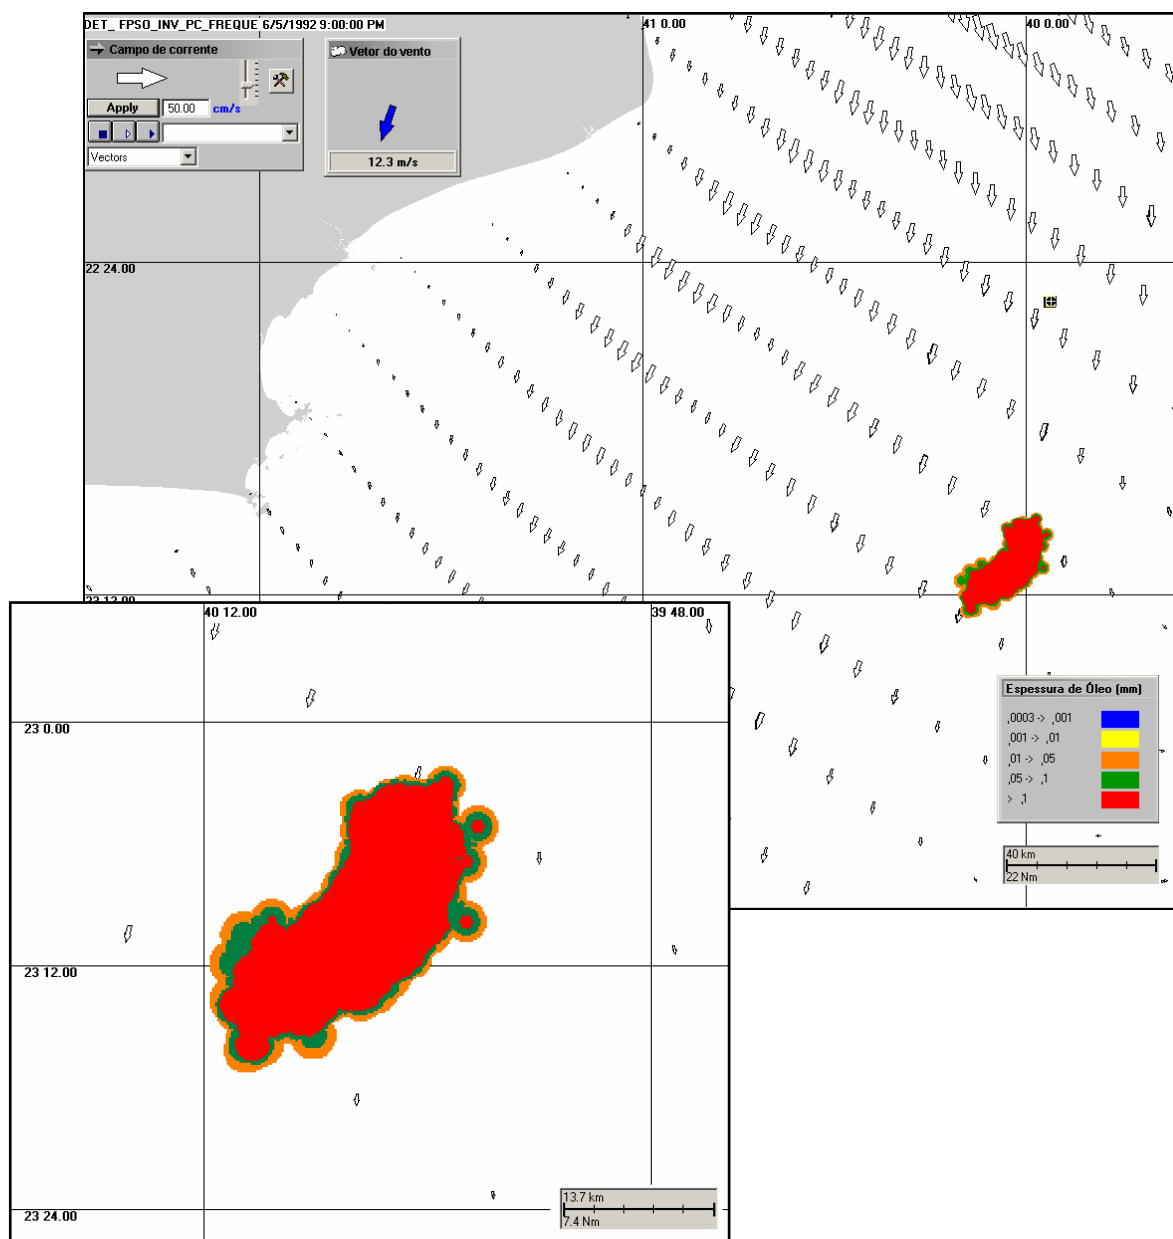 DET_ FPSO_INV_PC_FREQUE 6/5/1992 9:00:00 PM
41 0.00
40 0.00
Campo de corrente
Vetor do vento
Apply
50.00
cm/s
Vectors
12.3 m/s
22 24.00
23 12.00
40 12.00
39 48.00
23 0.00
23 12.00
23 24.00
13.7 km
7.4 Nm
Espessura de Óleo (mm)
,0003 -> ,001
,001 -> ,01
,01 -> ,05
,05 -> ,1
> ,1
40 km
22 Nm